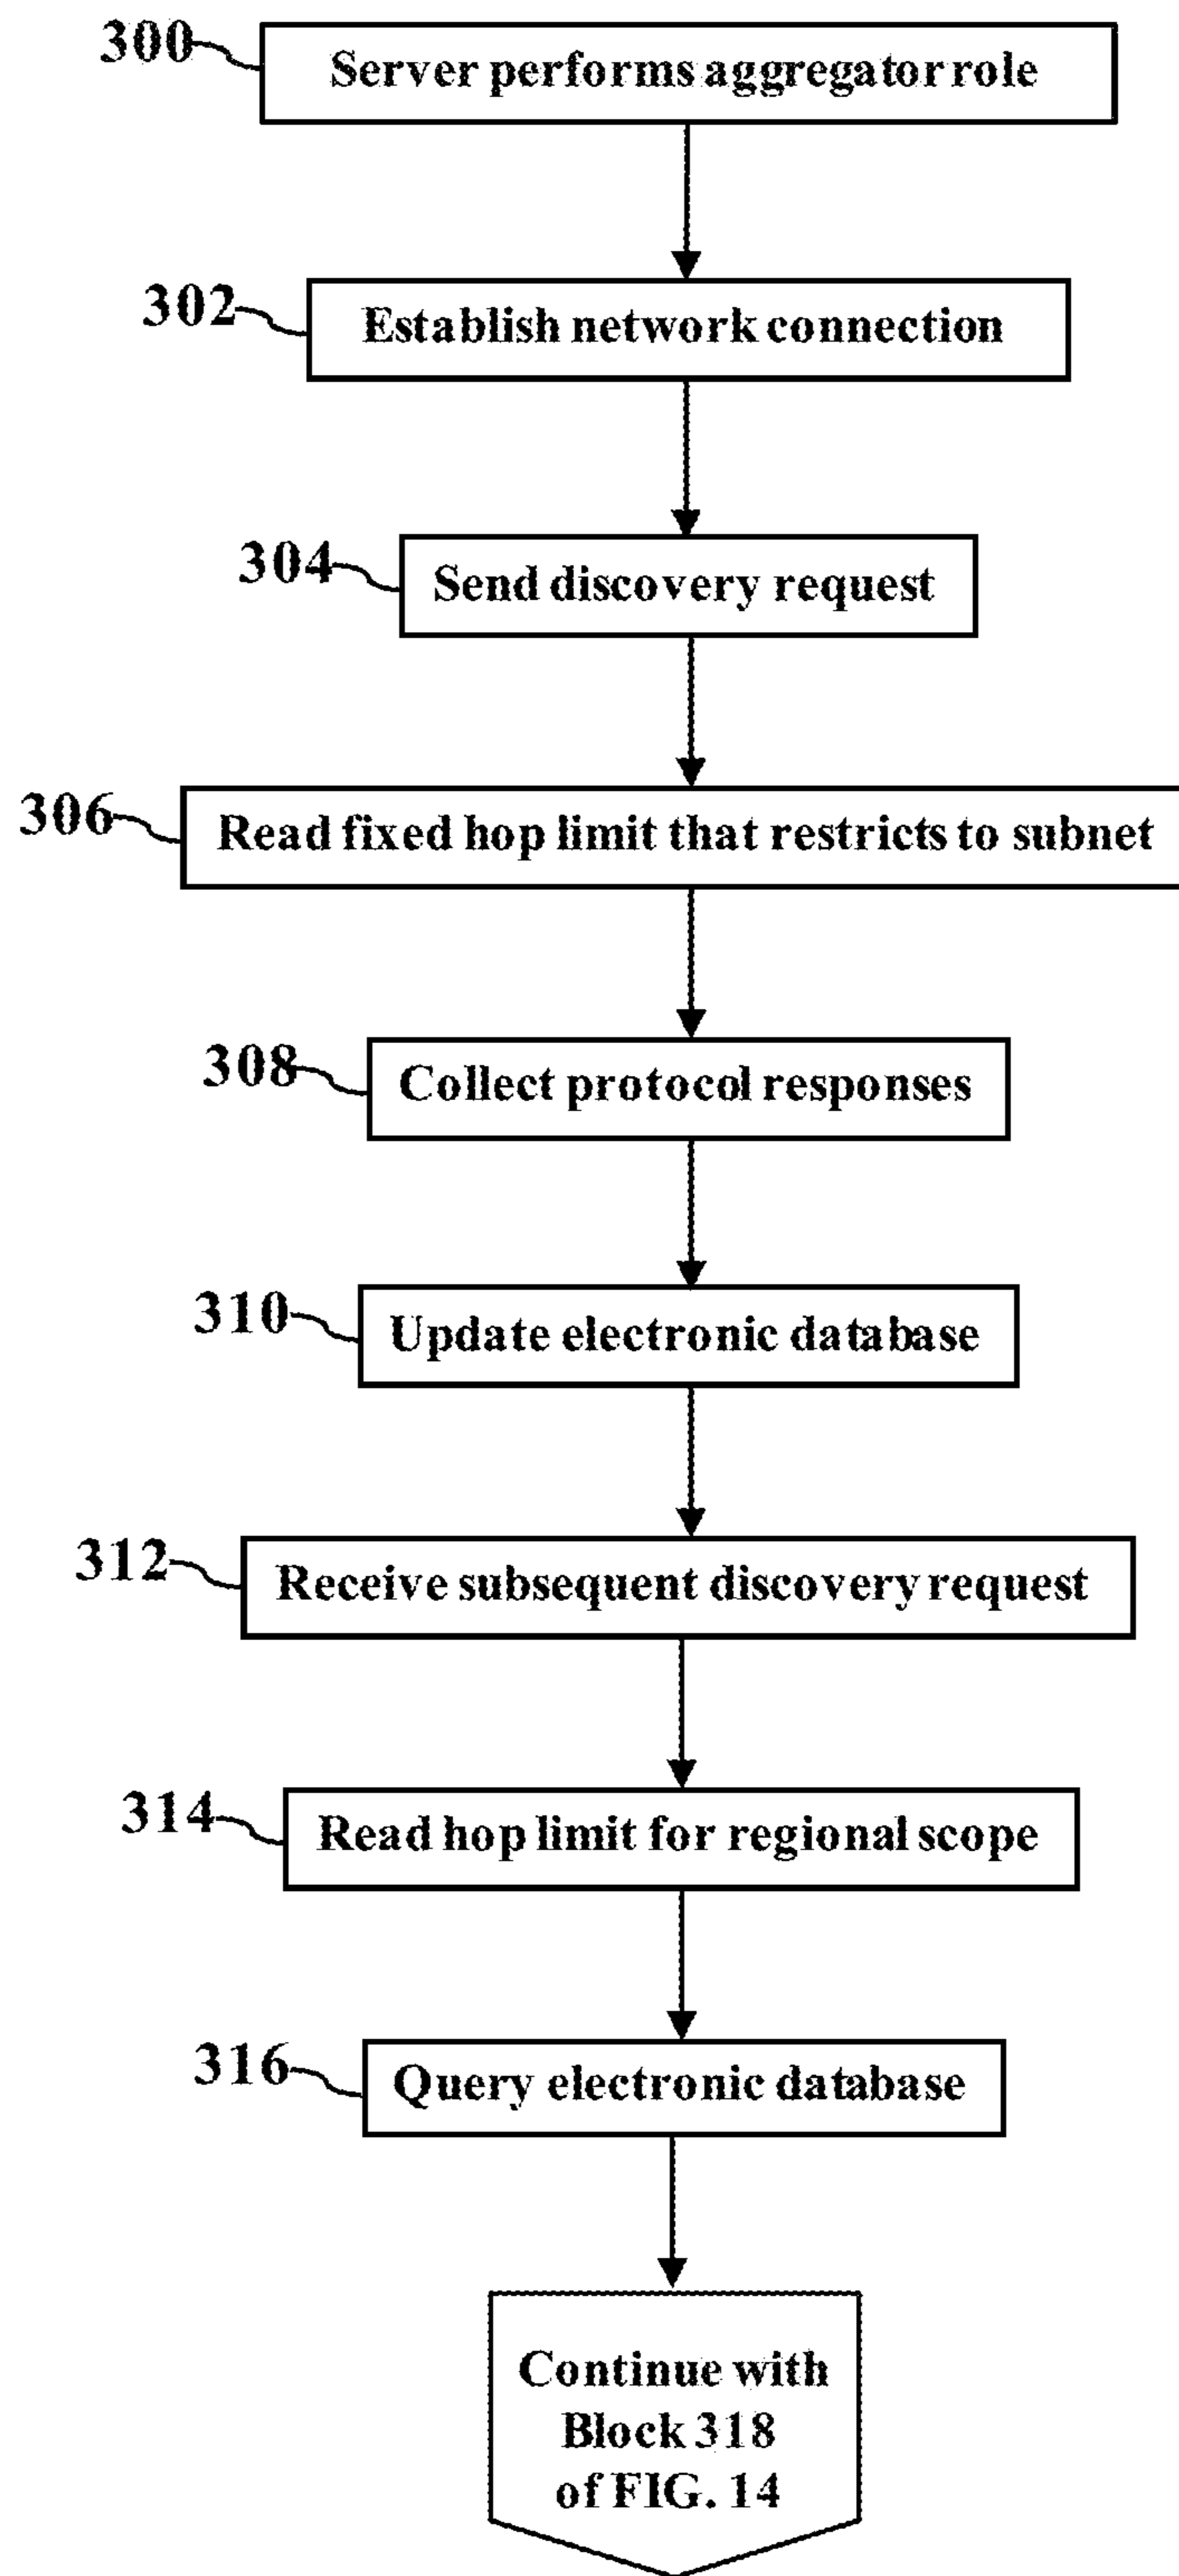 300
Server performs aggregator role
302
Establish network connection
304
Send discovery request
306
Read fixed hop limit that restricts to subnet
308
Collect protocol responses
310
Update electronic database
312
Receive subsequent discovery request
314
Read hop limit for regional scope
316
Query electronic database
Continue with
Block 318
of FIG. 14